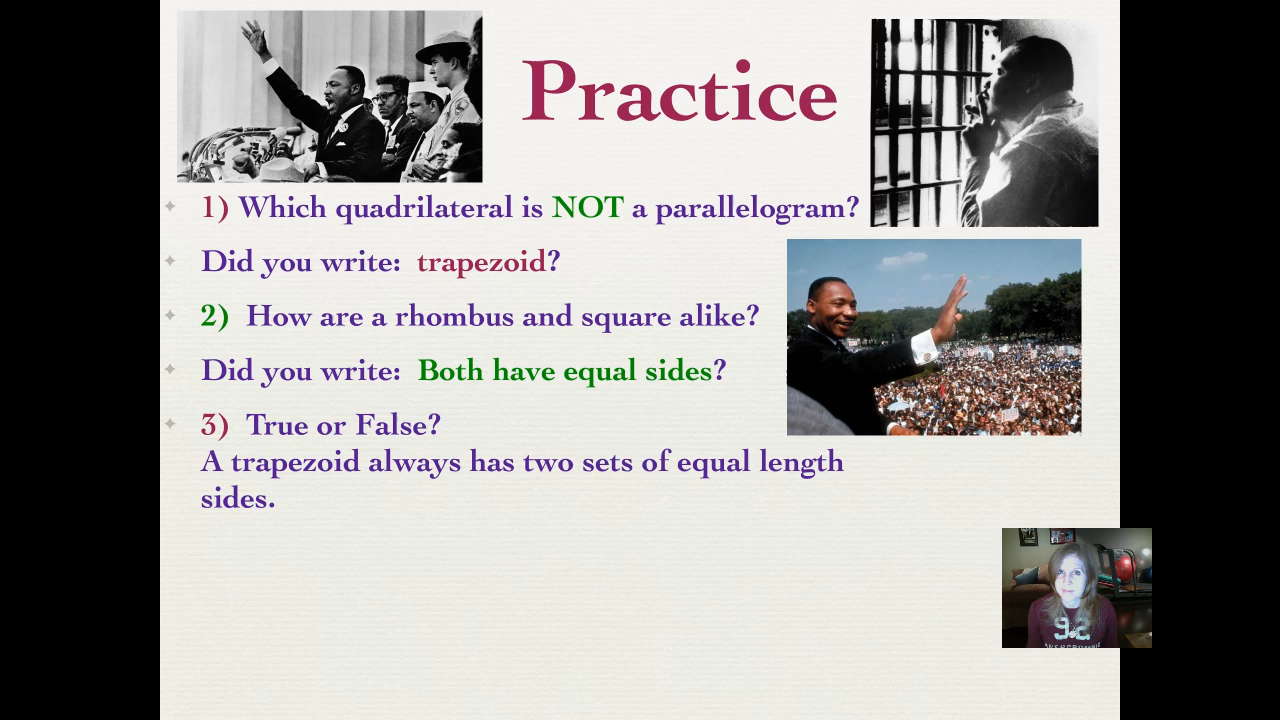 Practice
1) Which quadrilateral is NOT a parallelogram?
Did you write: trapezoid?
2) How are a rhombus and square alike?
Did you write: Both have equal sides?
3) True or False?
A trapezoid always has two sets of equal length
sides.